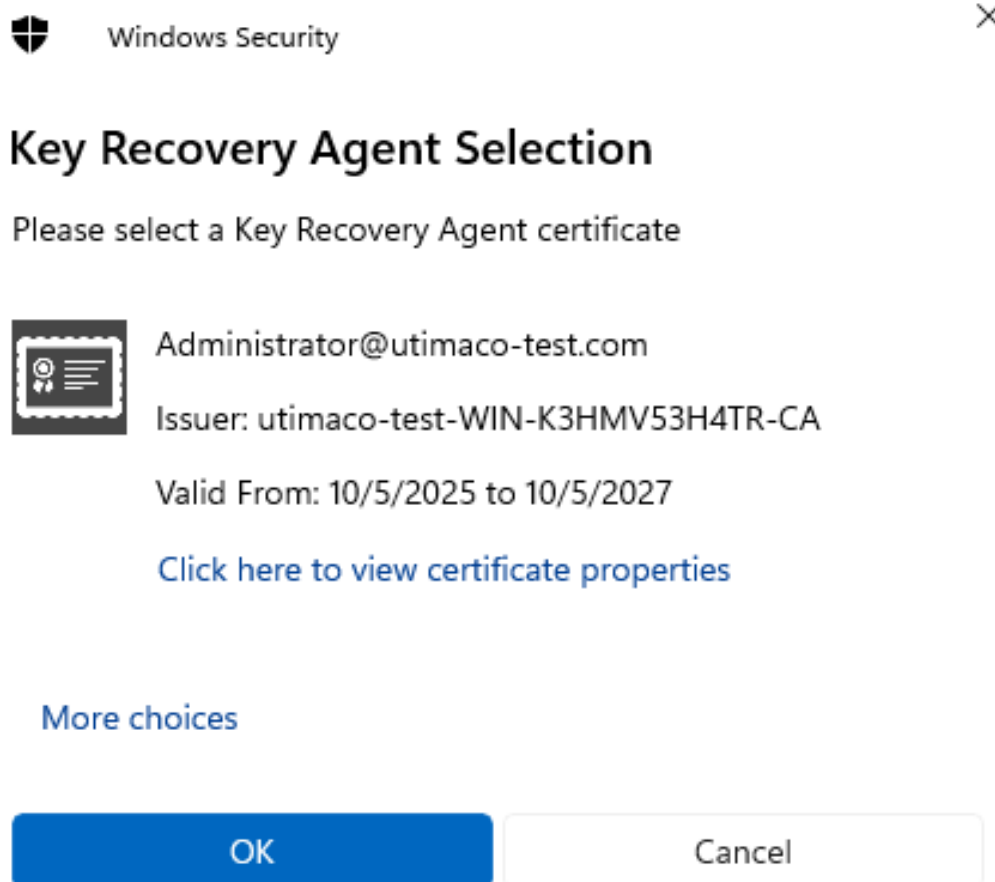 Windows Security
Key Recovery Agent Selection
Please select a Key Recovery Agent certificate
Administrator@utimaco-test.com
Issuer: utimaco-test-WIN-K3HMV53H4TR-CA
Valid From: 10/5/2025 to 10/5/2027
Click here to view certificate properties
More choices
OK
Cancel